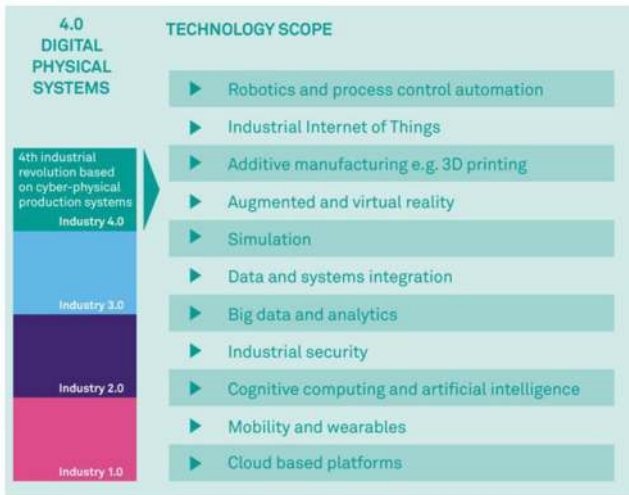 4.0
DIGITAL
PHYSICAL
SYSTEMS
TECHNOLOGY SCOPE
Robotics and process control automation
Industrial Internet of Things
Additive manufacturing e.g. 3D printing
Augmented and virtual reality
Simulation
Data and systems integration
Big data and analytics
Industrial security
Cognitive computing and artificial intelligence
Mobility and wearables
Cloud based platforms
4th industrial
revolution based
on cyber-physical
production systems
Industry 4.0
Industry 3.0
Industry 2.0
Industry 1.0